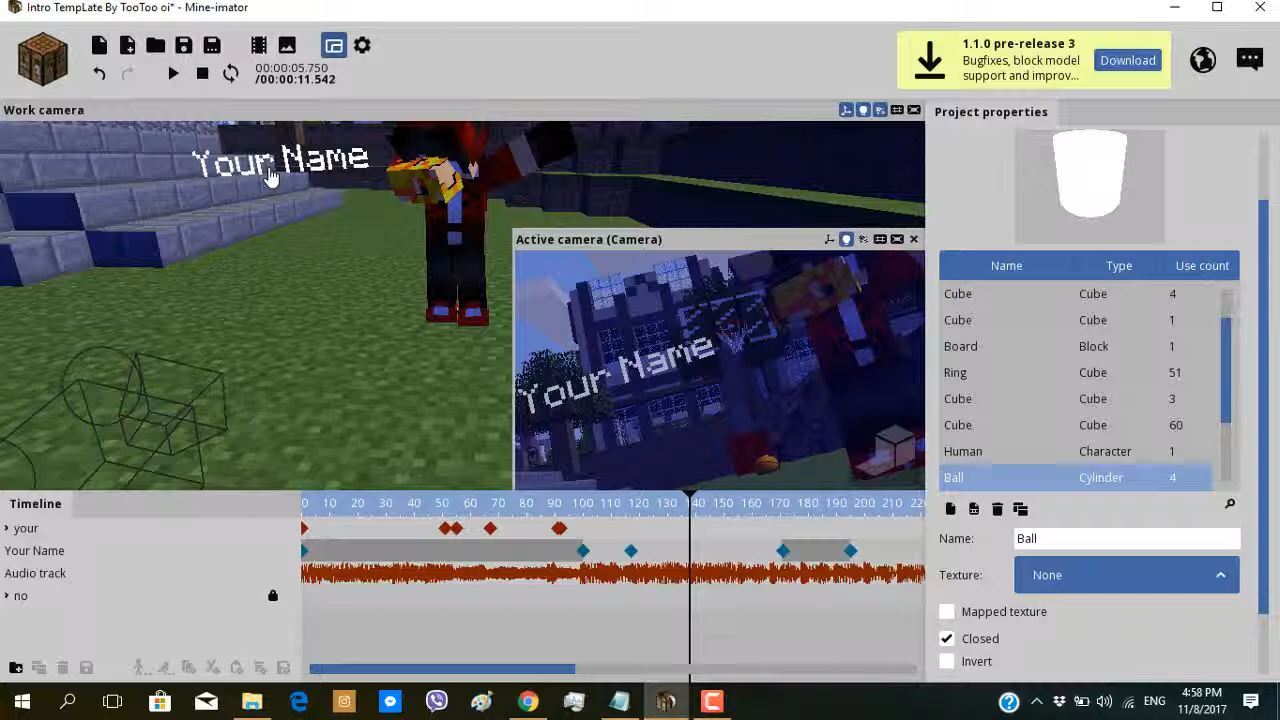 Intro TempLate By TooToo oi* - Mine-imator
00:00:05.750
/00:00:11.542
1.1.0 pre-release 3
Bugfixes, block model
support and improv...
Download
Work camera
Project properties
Your Name
Active camera (Camera)
Your Name
Name Type Use count
Cube Cube 4
Cube Cube 1
Board Block 1
Ring Cube 51
Cube Cube 3
Cube Cube 60
Human Character 1
Ball Cylinder 4
Name: Ball
Texture: None
Mapped texture
Closed
Invert
Timeline
0 10 20 30 40 50 60 70 80 90 100 110 120 130 140 150 160 170 180 190 200 210 22
your
Your Name
Audio track
no
ENG
4:58 PM
11/8/2017